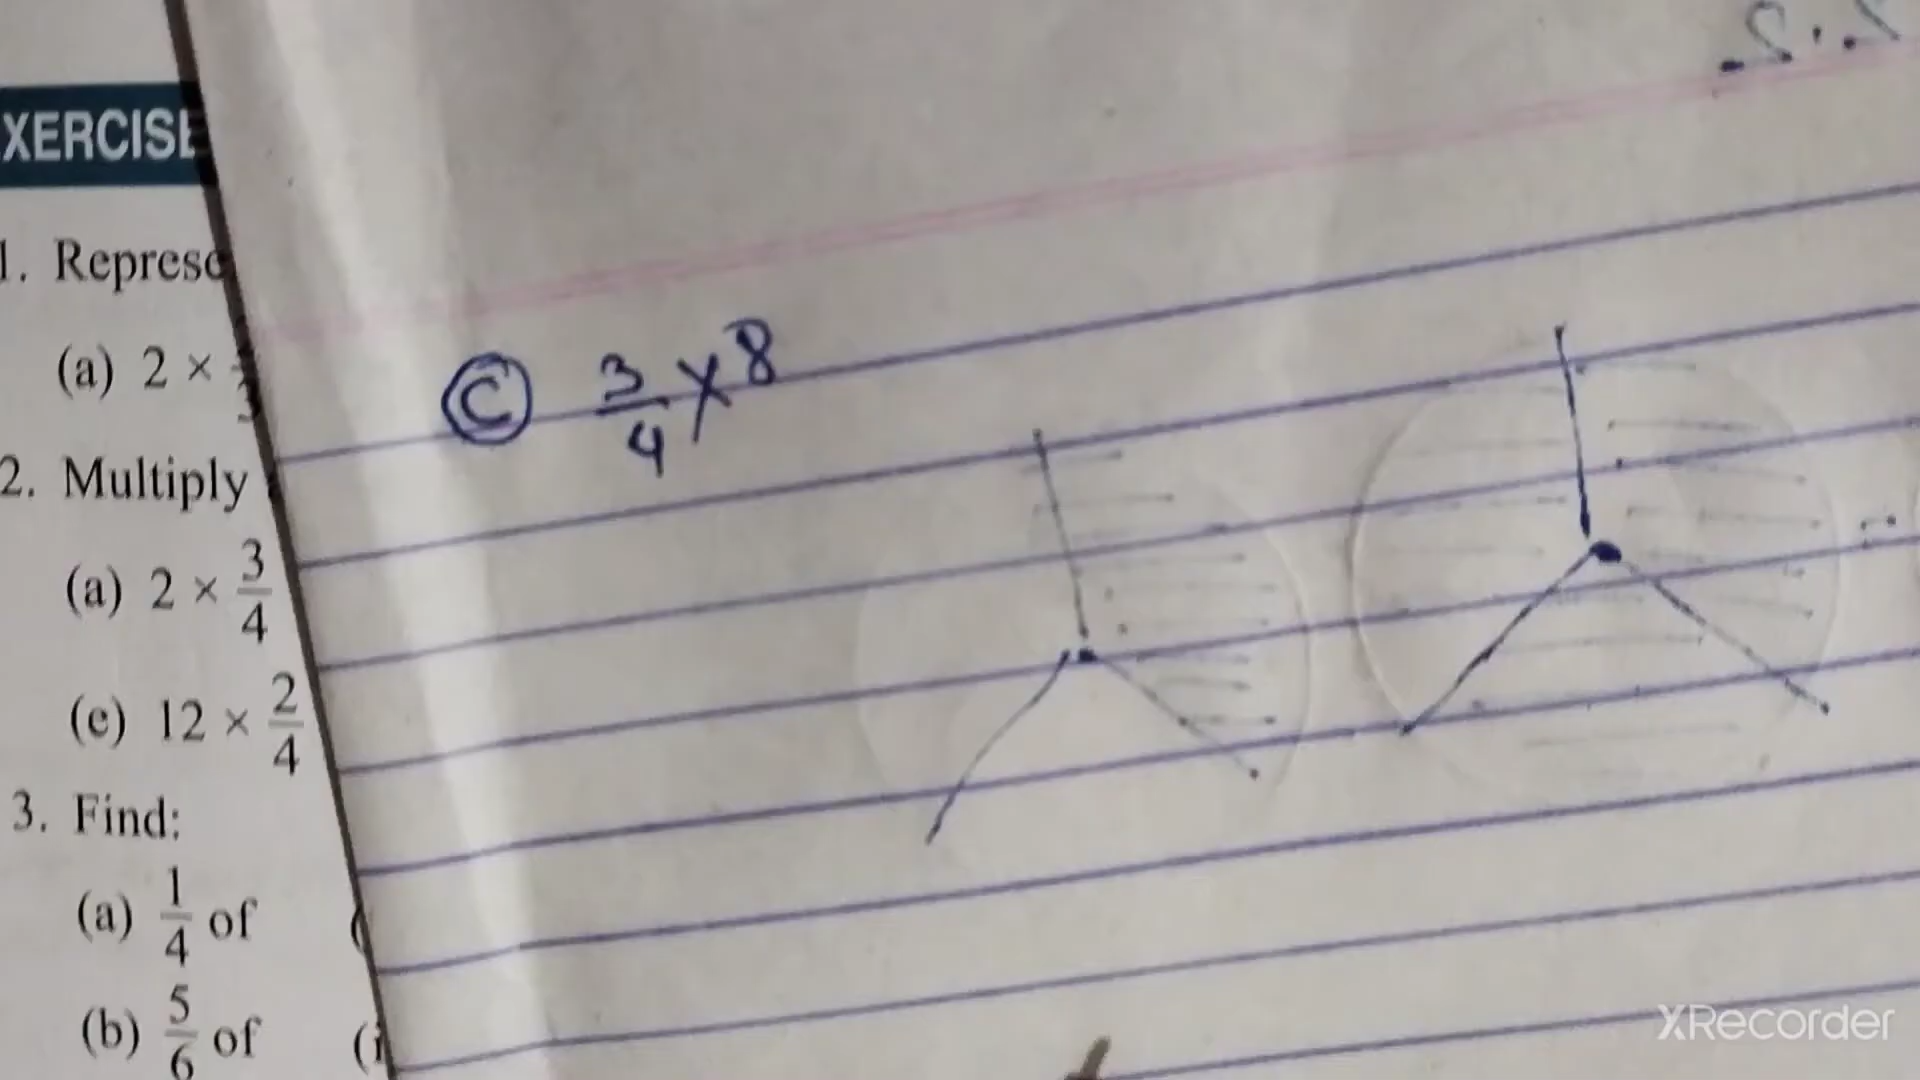 XERCISE
1. Represe
(a) 2 ×
2. Multiply
(a) 2 × 3/4
(e) 12 × 2/4
3. Find:
(a) 1/4 of
(b) 5/6 of (i
Ⓒ 3/4 × 8
XRecorder